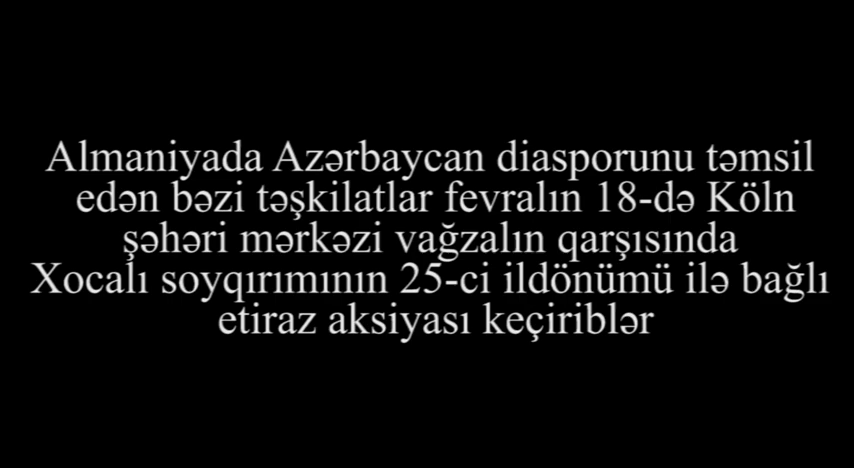 Almaniyada Azərbaycan diasporunu təmsil
edən bəzi təşkilatlar fevralın 18-də Köln
şəhəri mərkəzi vağzalın qarşısında
Xocalı soyqırımının 25-ci ildönümü ilə bağlı
etiraz aksiyası keçiriblər